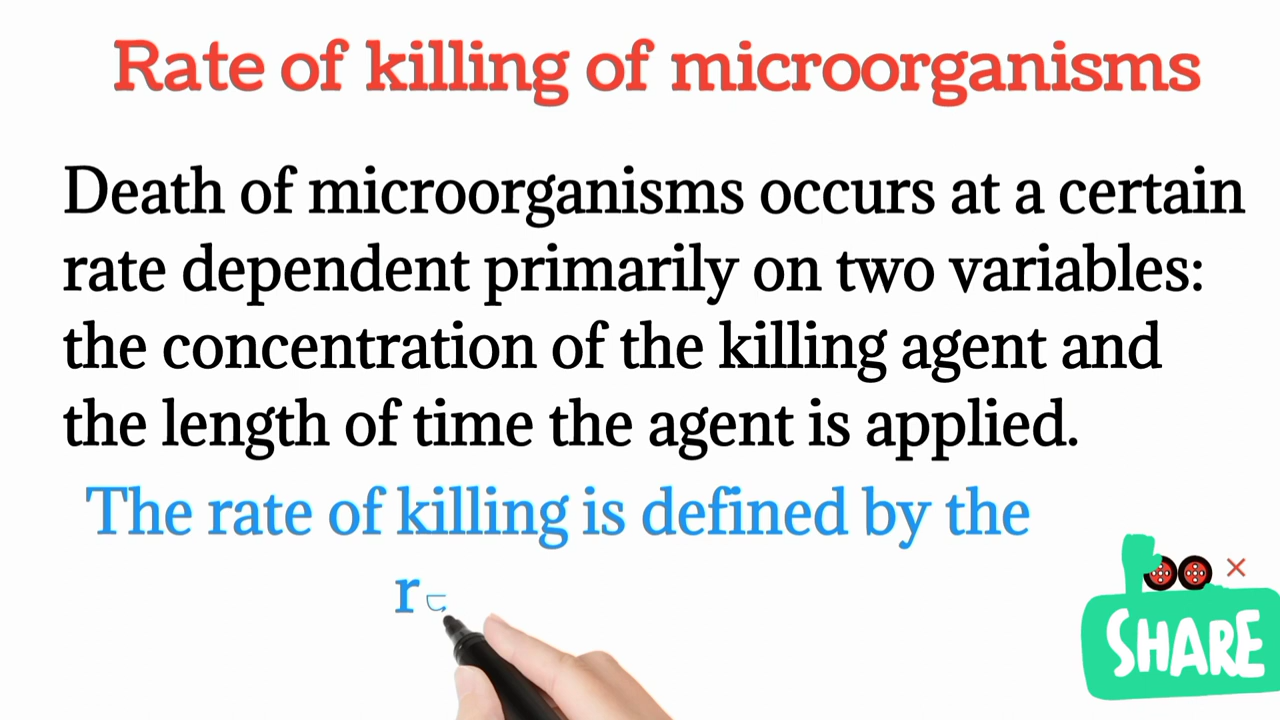 Rate of killing of microorganisms
Death of microorganisms occurs at a certain
rate dependent primarily on two variables:
the concentration of the killing agent and
the length of time the agent is applied.
The rate of killing is defined by the
r
SHARE